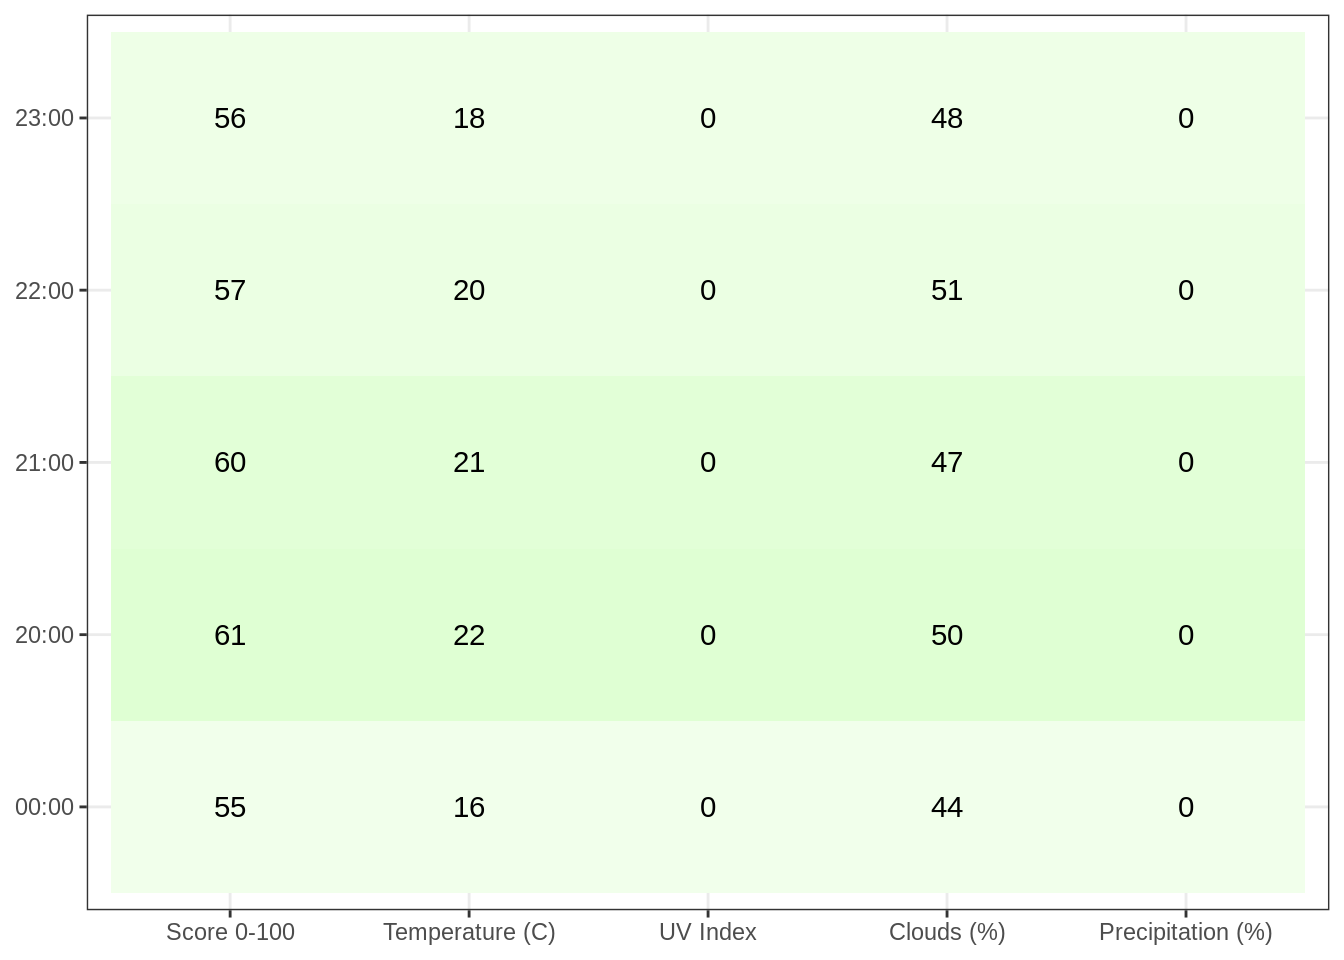 23:00 56 18 0 48 0
22:00 57 20 0 51 0
21:00 60 21 0 47 0
20:00 61 22 0 50 0
00:00 55 16 0 44 0
Score 0-100 Temperature (C) UV Index Clouds (%) Precipitation (%)